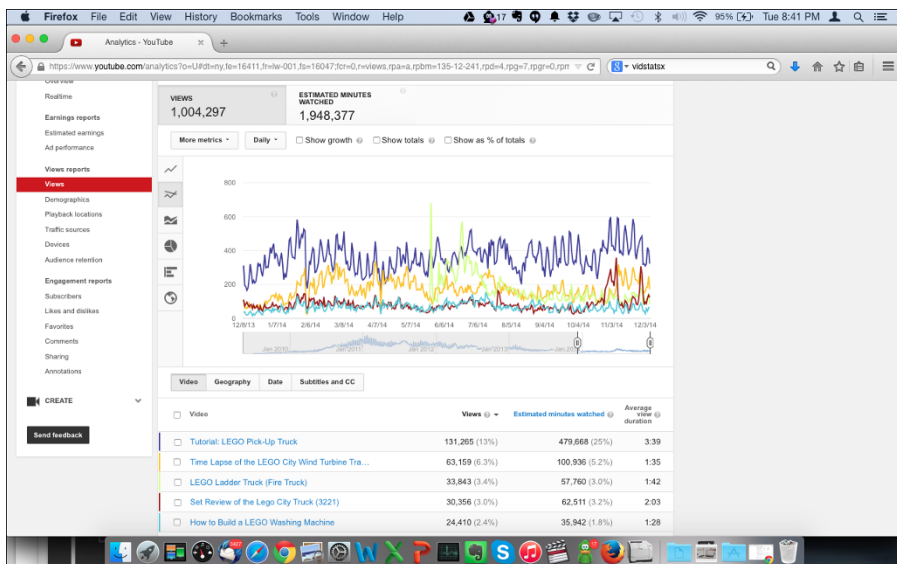 Firefox File Edit View History Bookmarks Tools Window Help 17 95% Tue 8:41 PM
Analytics - YouTube
https://www.youtube.com/analytics?o=U#dt=ny,fe=16411,fr=lw-001,fs=16047;fcr=0,r=views,rpa=a,rpbm=135-12-241,rpd=4,rpg=7,rpgr=0,rpm vidstatsx
Overview
Realtime
Earnings reports
Estimated earnings
Ad performance
Views reports
Views
Demographics
Playback locations
Traffic sources
Devices
Audience retention
Engagement reports
Subscribers
Likes and dislikes
Favorites
Comments
Sharing
Annotations
CREATE
Send feedback
VIEWS
1,004,297
ESTIMATED MINUTES
WATCHED
1,948,377
More metrics Daily Show growth Show totals Show as % of totals
800
600
400
200
0
12/8/13 1/7/14 2/6/14 3/8/14 4/7/14 5/7/14 6/6/14 7/6/14 8/5/14 9/4/14 10/4/14 11/3/14 12/3/14
Jan 2010 Jan 2011 Jan 2012 Jan 2013
Video Geography Date Subtitles and CC
Video Views Estimated minutes watched Average view duration
Tutorial: LEGO Pick-Up Truck 131,265 (13%) 479,668 (25%) 3:39
Time Lapse of the LEGO City Wind Turbine Tra... 63,159 (6.3%) 100,936 (5.2%) 1:35
LEGO Ladder Truck (Fire Truck) 33,843 (3.4%) 57,760 (3.0%) 1:42
Set Review of the Lego City Truck (3221) 30,356 (3.0%) 62,511 (3.2%) 2:03
How to Build a LEGO Washing Machine 24,410 (2.4%) 35,942 (1.8%) 1:28